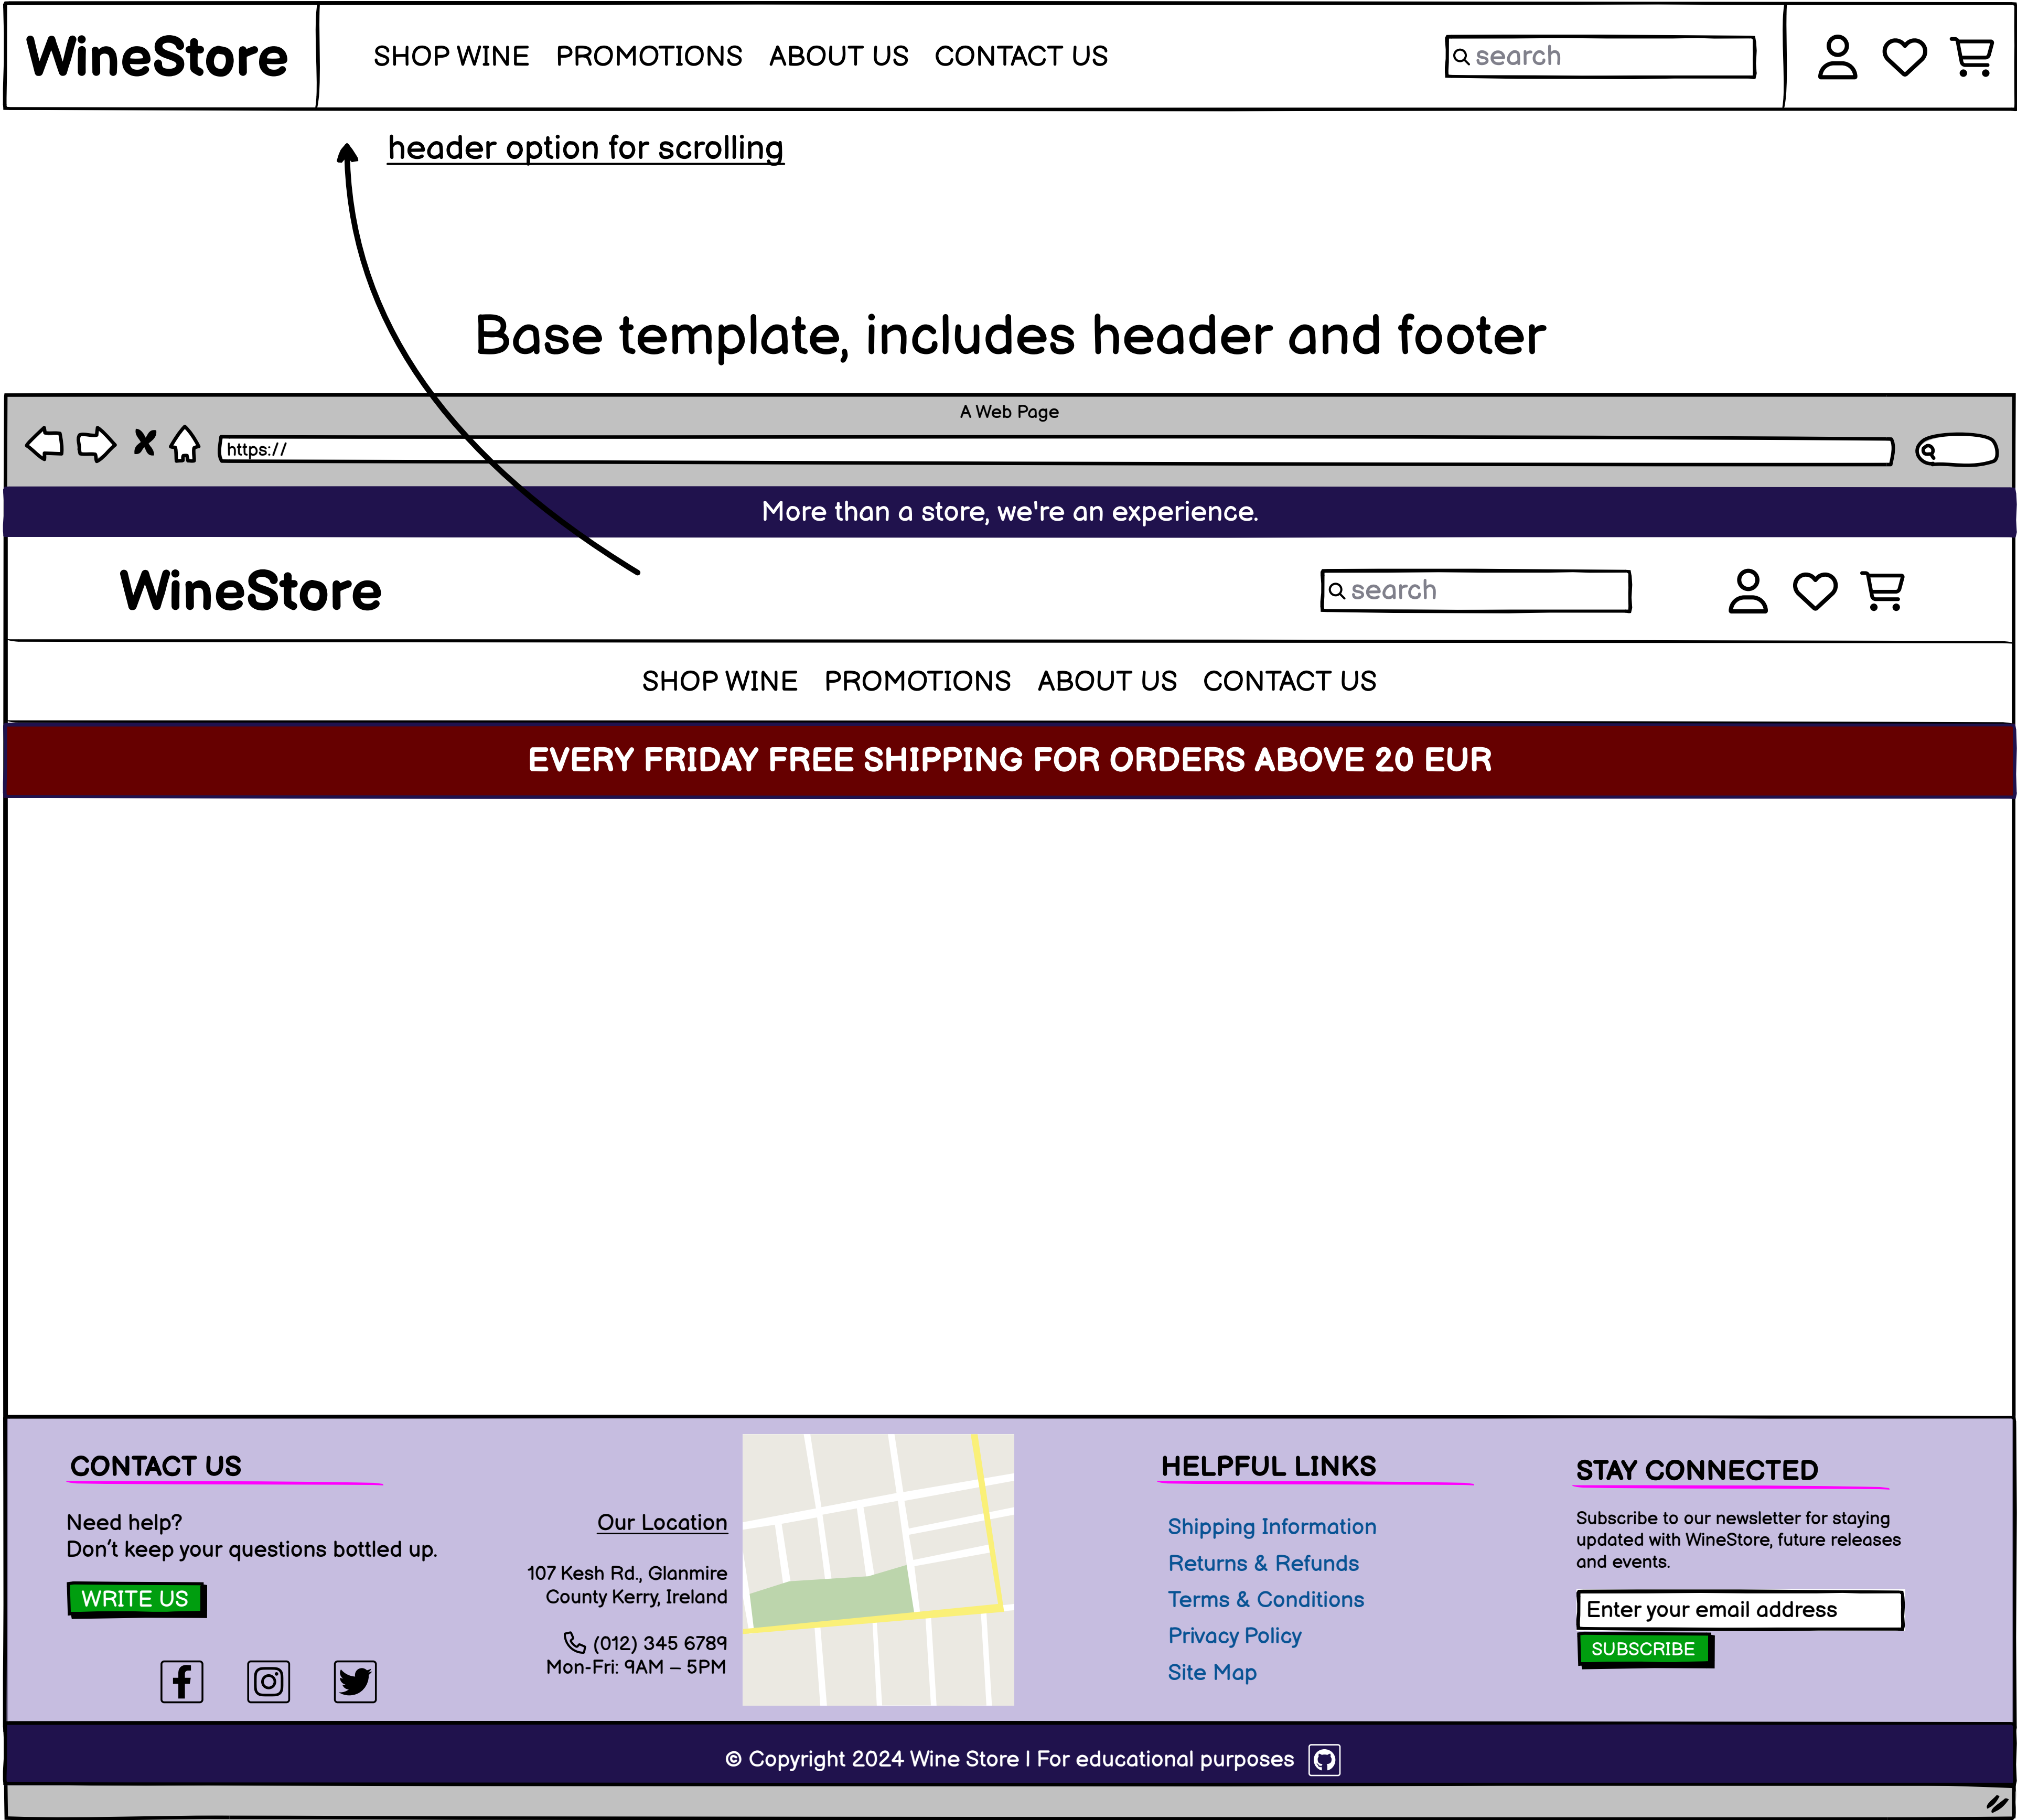 WineStore
SHOP WINE PROMOTIONS ABOUT US CONTACT US
search
header option for scrolling
Base template, includes header and footer
A Web Page
https://
More than a store, we're an experience.
WineStore
search
SHOP WINE PROMOTIONS ABOUT US CONTACT US
EVERY FRIDAY FREE SHIPPING FOR ORDERS ABOVE 20 EUR
CONTACT US
Need help?
Don't keep your questions bottled up.
WRITE US
Our Location
107 Kesh Rd., Glanmire
County Kerry, Ireland
(012) 345 6789
Mon-Fri: 9AM – 5PM
HELPFUL LINKS
Shipping Information
Returns & Refunds
Terms & Conditions
Privacy Policy
Site Map
STAY CONNECTED
Subscribe to our newsletter for staying
updated with WineStore, future releases
and events.
Enter your email address
SUBSCRIBE
© Copyright 2024 Wine Store | For educational purposes